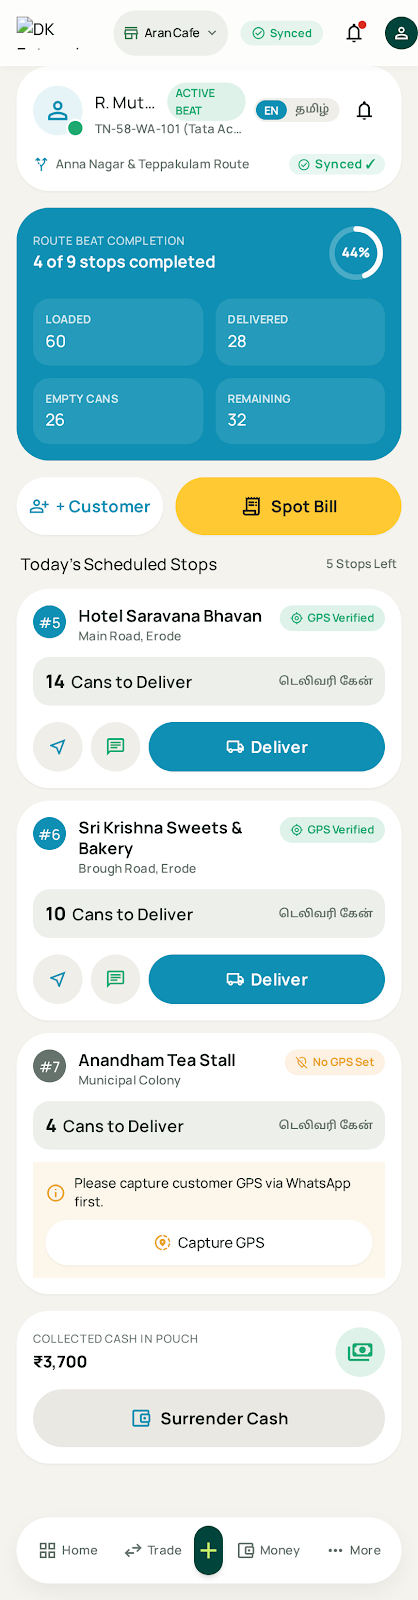 DK
Aran Cafe
Synced
R. Mut...
ACTIVE
BEAT
EN
தமிழ்
TN-58-WA-101 (Tata Ac...
Anna Nagar & Teppakulam Route
Synced ✓
ROUTE BEAT COMPLETION
4 of 9 stops completed
44%
LOADED
60
DELIVERED
28
EMPTY CANS
26
REMAINING
32
+ Customer
Spot Bill
Today's Scheduled Stops
5 Stops Left
#5
Hotel Saravana Bhavan
GPS Verified
Main Road, Erode
14 Cans to Deliver
டெலிவரி கேன்
Deliver
#6
Sri Krishna Sweets &
Bakery
GPS Verified
Brough Road, Erode
10 Cans to Deliver
டெலிவரி கேன்
Deliver
#7
Anandham Tea Stall
No GPS Set
Municipal Colony
4 Cans to Deliver
டெலிவரி கேன்
Please capture customer GPS via WhatsApp
first.
Capture GPS
COLLECTED CASH IN POUCH
₹3,700
Surrender Cash
Home
Trade
+
Money
More